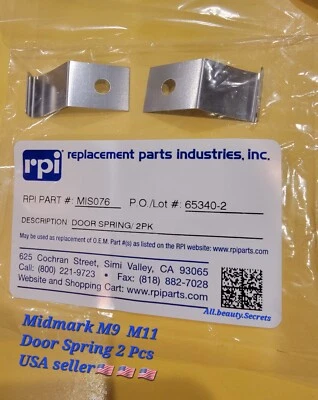 rpi replacement parts industries, inc.
RPI PART #: MIS076 P O./Lot #: 65340-2
DESCRIPTION: DOOR SPRING/ 2PK
May be used as replacement of O.E.M. Part #(s) as listed on the RPI website - www.rpiparts.com
625 Cochran Street, Simi Valley, CA 93065
Call: (800) 221-9723 • Fax: (818) 882-7028
Website and Shopping Cart: www.rpiparts.com
All.beauty.Secrets
Midmark M9 M11
Door Spring 2 Pcs
USA seller🇺🇸🇺🇸🇺🇸